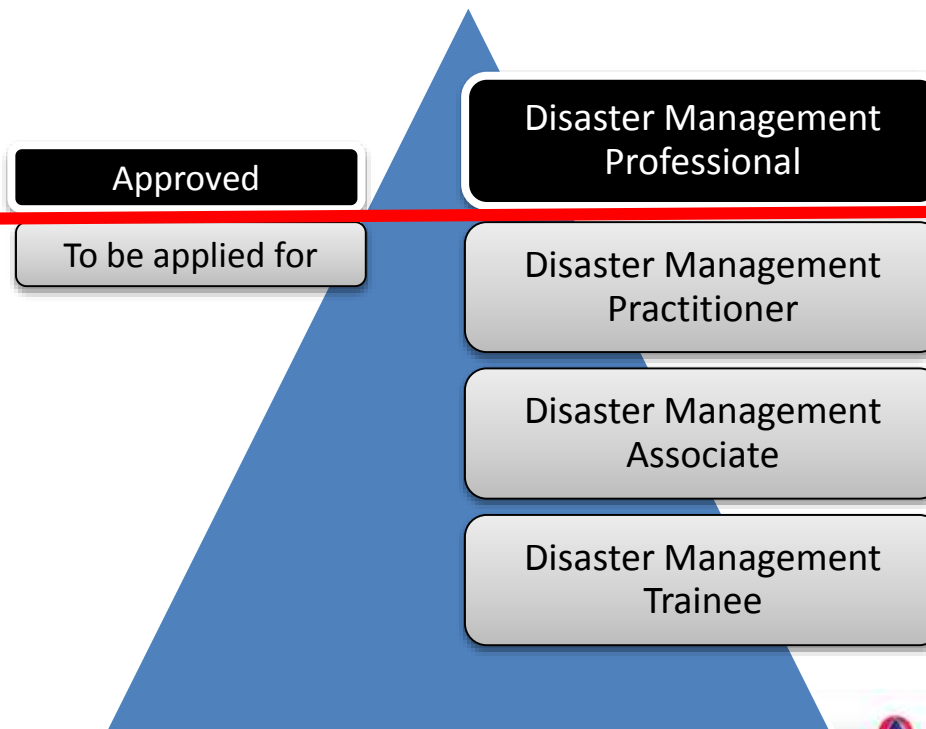 Disaster Management
Professional
Approved
To be applied for
Disaster Management
Practitioner
Disaster Management
Associate
Disaster Management
Trainee